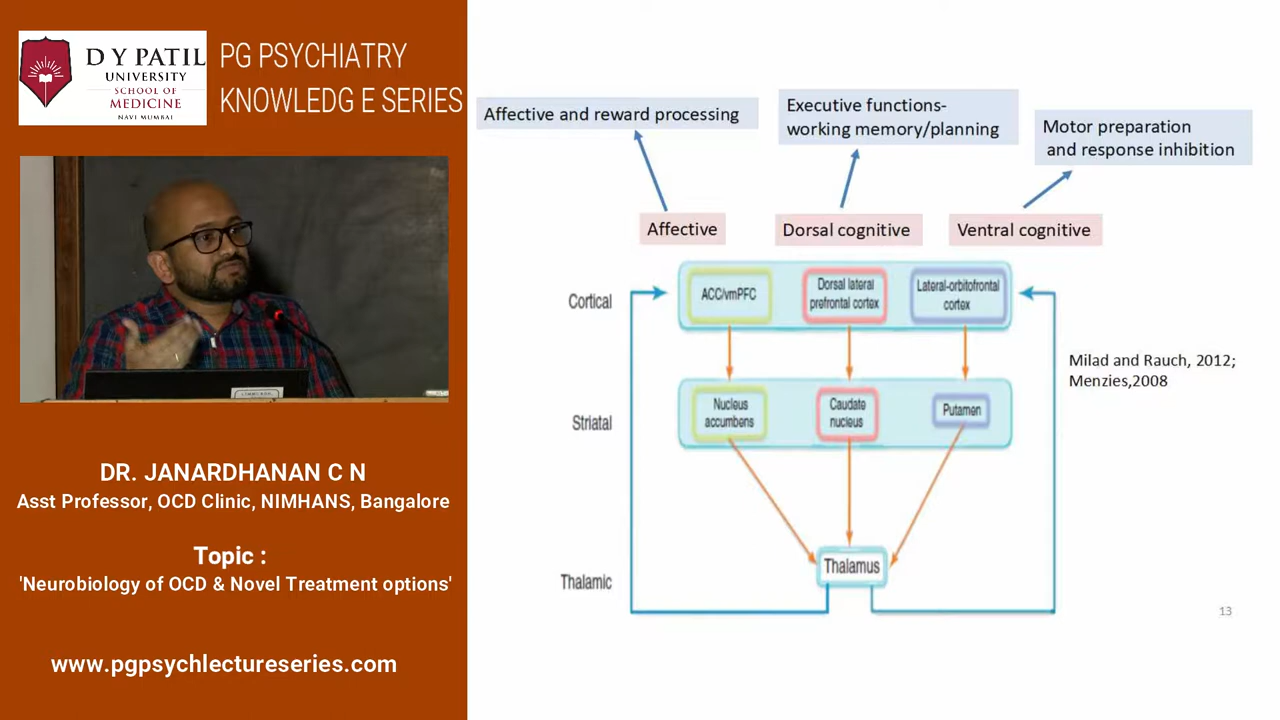 D Y PATIL
UNIVERSITY
SCHOOL OF
MEDICINE
NAVI MUMBAI
PG PSYCHIATRY
KNOWLEDG E SERIES
DR. JANARDHANAN C N
Asst Professor, OCD Clinic, NIMHANS, Bangalore
Topic :
'Neurobiology of OCD & Novel Treatment options'
www.pgpsychlectureseries.com
Affective and reward processing
Executive functions-
working memory/planning
Motor preparation
and response inhibition
Affective
Dorsal cognitive
Ventral cognitive
Cortical
ACC/vmPFC
Dorsal lateral
prefrontal cortex
Lateral-orbitofrontal
cortex
Milad and Rauch, 2012;
Menzies,2008
Striatal
Nucleus
accumbens
Caudate
nucleus
Putamen
Thalamic
Thalamus
13